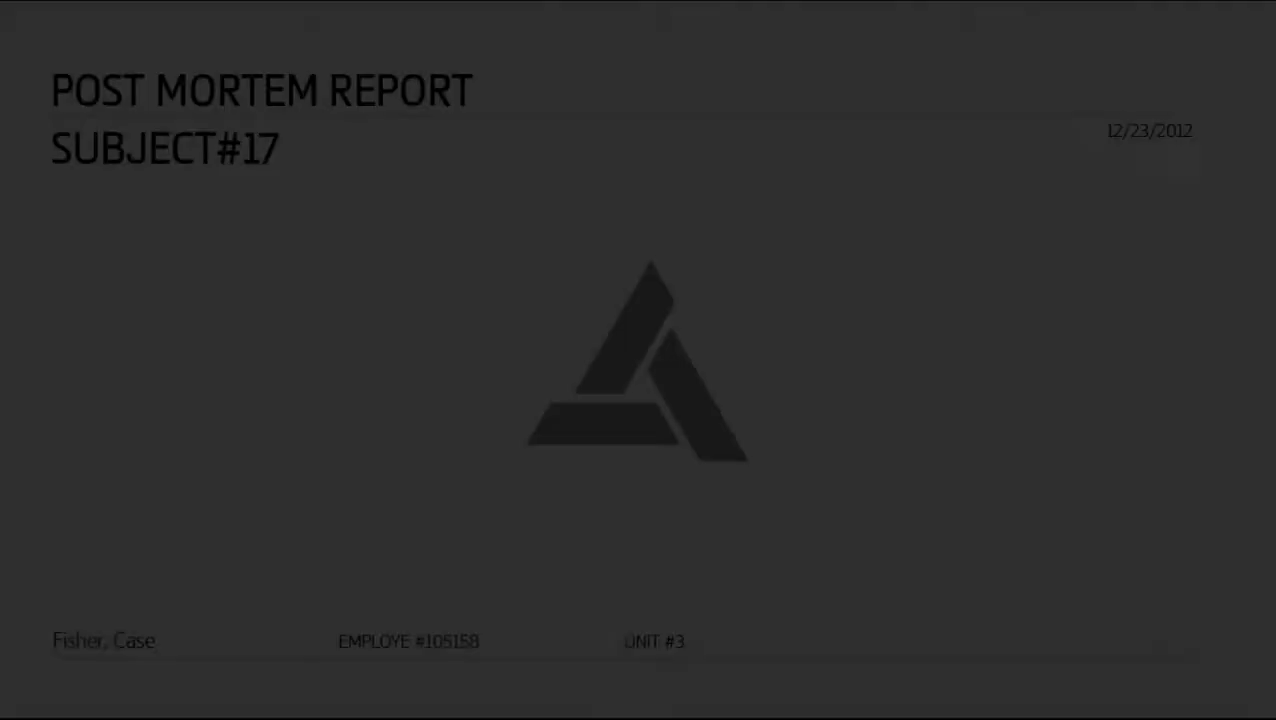 POST MORTEM REPORT
SUBJECT#17
12/23/2012
Fisher, Case
EMPLOYE #105158
UNIT #3